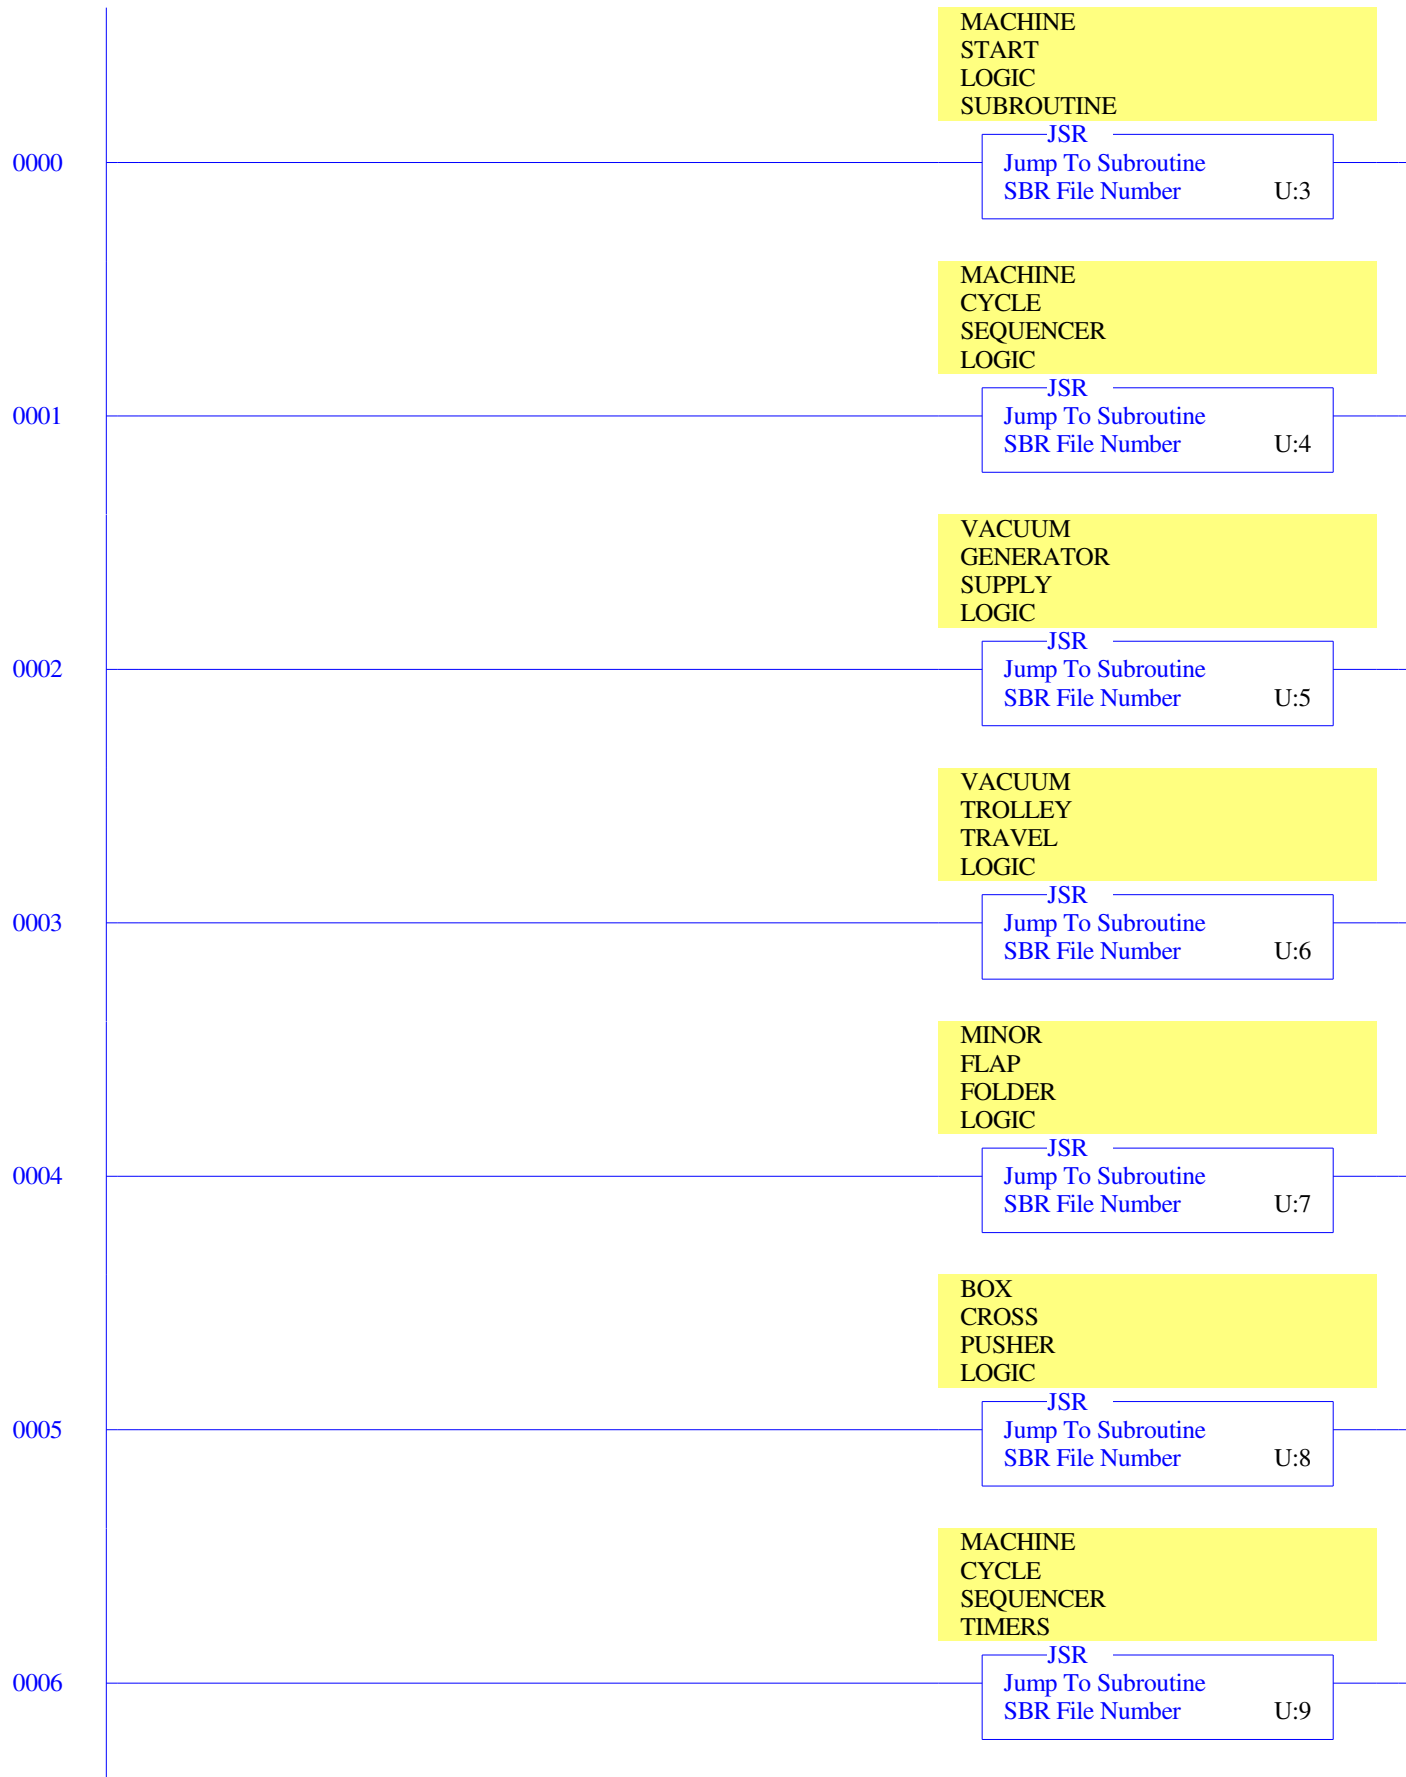 MACHINE
START
LOGIC
SUBROUTINE
JSR
0000
Jump To Subroutine
SBR File Number U:3
MACHINE
CYCLE
SEQUENCER
LOGIC
JSR
0001
Jump To Subroutine
SBR File Number U:4
VACUUM
GENERATOR
SUPPLY
LOGIC
JSR
0002
Jump To Subroutine
SBR File Number U:5
VACUUM
TROLLEY
TRAVEL
LOGIC
JSR
0003
Jump To Subroutine
SBR File Number U:6
MINOR
FLAP
FOLDER
LOGIC
JSR
0004
Jump To Subroutine
SBR File Number U:7
BOX
CROSS
PUSHER
LOGIC
JSR
0005
Jump To Subroutine
SBR File Number U:8
MACHINE
CYCLE
SEQUENCER
TIMERS
JSR
0006
Jump To Subroutine
SBR File Number U:9